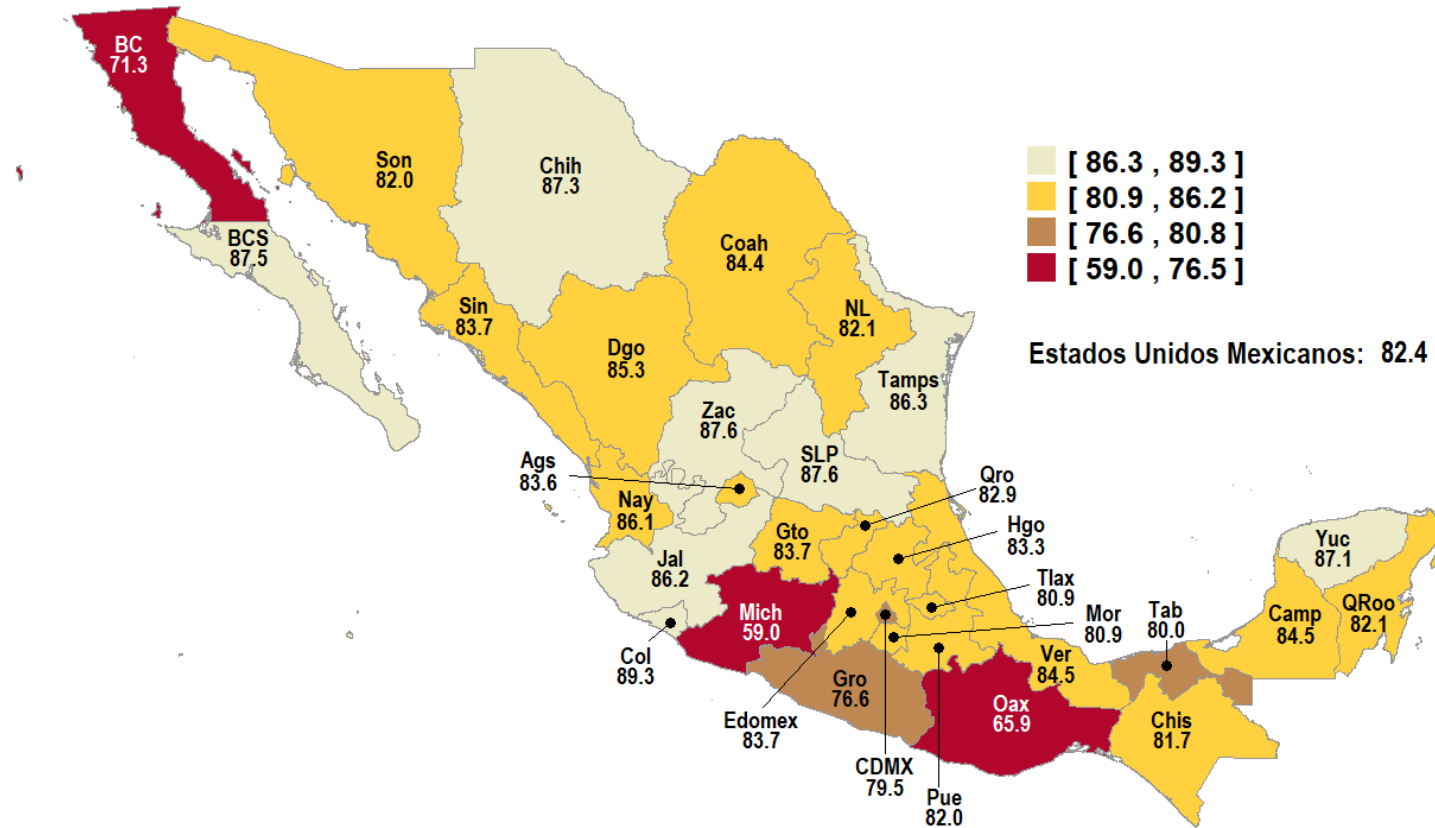 BC
71.3
Son
82.0
Chih
87.3
[ 86.3 , 89.3 ]
[ 80.9 , 86.2 ]
[ 76.6 , 80.8 ]
[ 59.0 , 76.5 ]
BCS
87.5
Coah
84.4
Sin
83.7
NL
82.1
Estados Unidos Mexicanos: 82.4
Dgo
85.3
Tamps
86.3
Zac
87.6
SLP
87.6
Ags
83.6
Qro
82.9
Nay
86.1
Gto
83.7
Hgo
83.3
Yuc
87.1
Jal
86.2
Tlax
80.9
Mich
59.0
Mor
80.9
Tab
80.0
Camp
84.5
QRoo
82.1
Col
89.3
Ver
84.5
Gro
76.6
Oax
65.9
Edomex
83.7
Chis
81.7
CDMX
79.5
Pue
82.0